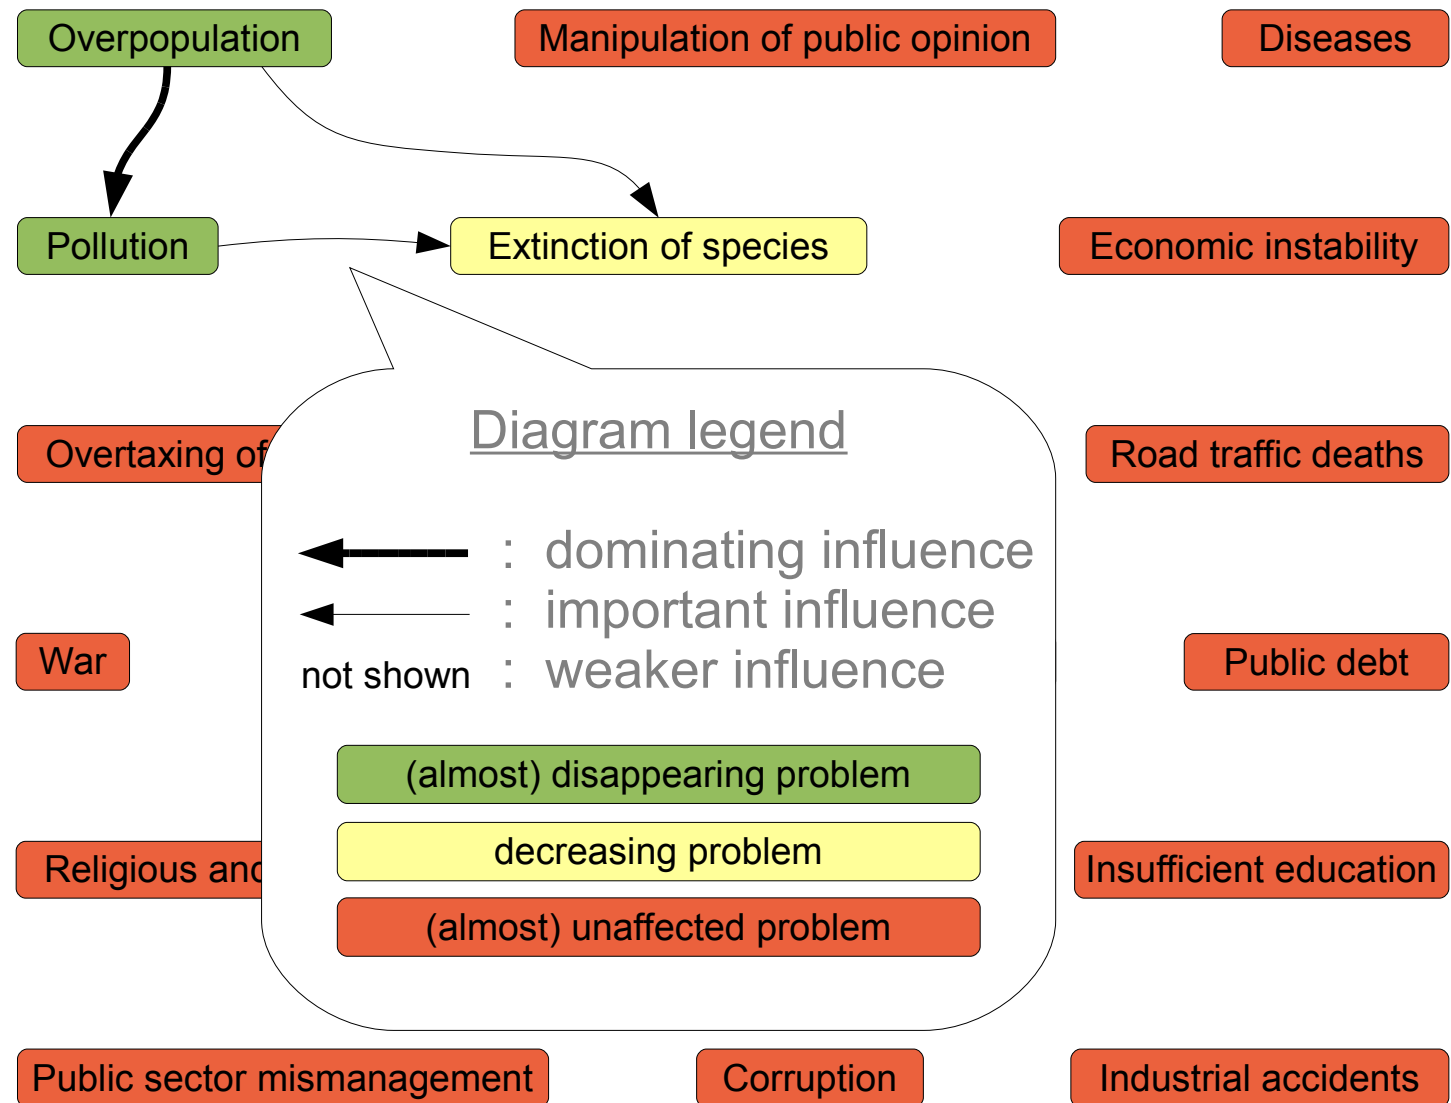 Overpopulation
Manipulation of public opinion
Diseases
Pollution
Extinction of species
Economic instability
Overtaxing of
Diagram legend
Road traffic deaths
: dominating influence
: important influence
not shown : weaker influence
War
Public debt
(almost) disappearing problem
decreasing problem
Religious and
Insufficient education
(almost) unaffected problem
Public sector mismanagement
Corruption
Industrial accidents